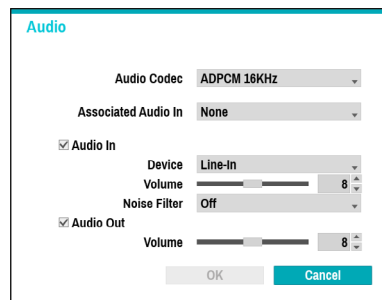 Audio
Audio Codec ADPCM 16KHz
Associated Audio In None
Audio In
Device Line-In
Volume 8
Noise Filter Off
Audio Out
Volume 8
OK Cancel